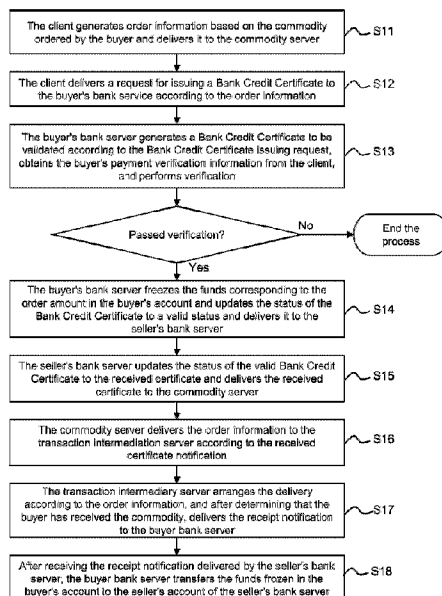 The client generates order information based on the commodity
ordered by the buyer and delivers it to the commodity server
S11
The client delivers a request for issuing a Bank Credit Certificate to
the buyer's bank service according to the order information
S12
The buyer's bank server generates a Bank Credit Certificate to be
validated according to the Bank Credit Certificate issuing request,
obtains the buyer's payment verification information from the client,
and performs verification
S13
Passed verification?
No
End the
process
Yes
The buyer's bank server freezes the funds corresponding to the
order amount in the buyer's account and updates the status of the
Bank Credit Certificate to a valid status and delivers it to the
seller's bank server
S14
The seller's bank server updates the status of the valid Bank Credit
Certificate to the received certificate and delivers the received
certificate to the commodity server
S15
The commodity server delivers the order information to the
transaction intermediation server according to the received
certificate notification
S16
The transaction intermediary server arranges the delivery
according to the order information, and after determining that the
buyer has received the commodity, delivers the receipt notification
to the buyer bank server
S17
After receiving the receipt notification delivered by the seller's bank
server, the buyer bank server transfers the funds frozen in the
buyer's account to the seller's account of the seller's bank server
S18